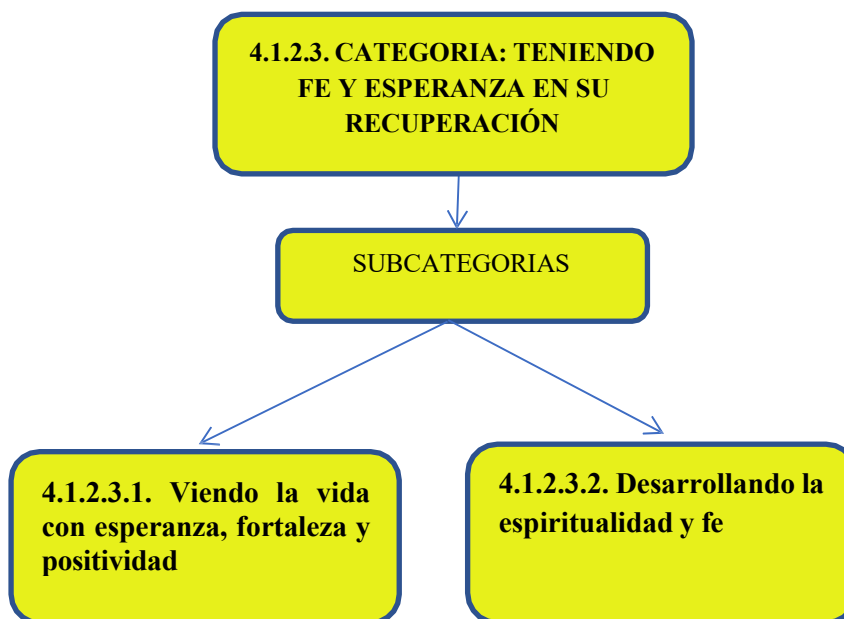 4.1.2.3. CATEGORIA: TENIENDO
FE Y ESPERANZA EN SU
RECUPERACIÓN
SUBCATEGORIAS
4.1.2.3.1. Viendo la vida
con esperanza, fortaleza y
positividad
4.1.2.3.2. Desarrollando la
espiritualidad y fe